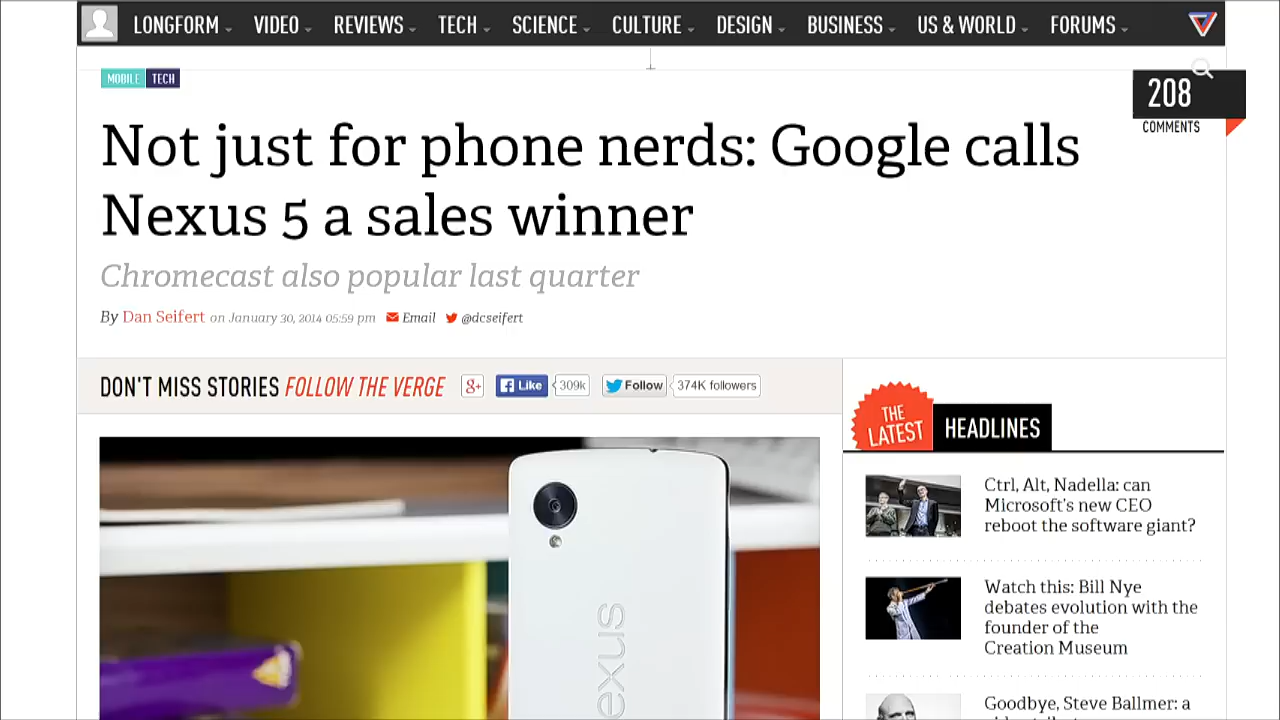 LONGFORM VIDEO REVIEWS TECH SCIENCE CULTURE DESIGN BUSINESS US & WORLD FORUMS
MOBILE TECH
208
COMMENTS
Not just for phone nerds: Google calls
Nexus 5 a sales winner
Chromecast also popular last quarter
By Dan Seifert on January 30, 2014 05:59 pm Email @dcseifert
DON'T MISS STORIES FOLLOW THE VERGE g+ Like 309k Follow 374K followers
THE
LATEST
HEADLINES
Ctrl, Alt, Nadella: can
Microsoft's new CEO
reboot the software giant?
Watch this: Bill Nye
debates evolution with the
founder of the
Creation Museum
Goodbye, Steve Ballmer: a
exus